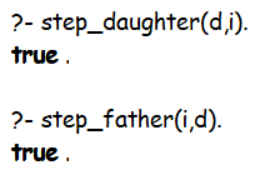 ?- step_daughter(d,i).
true .
?- step_father(i,d).
true .